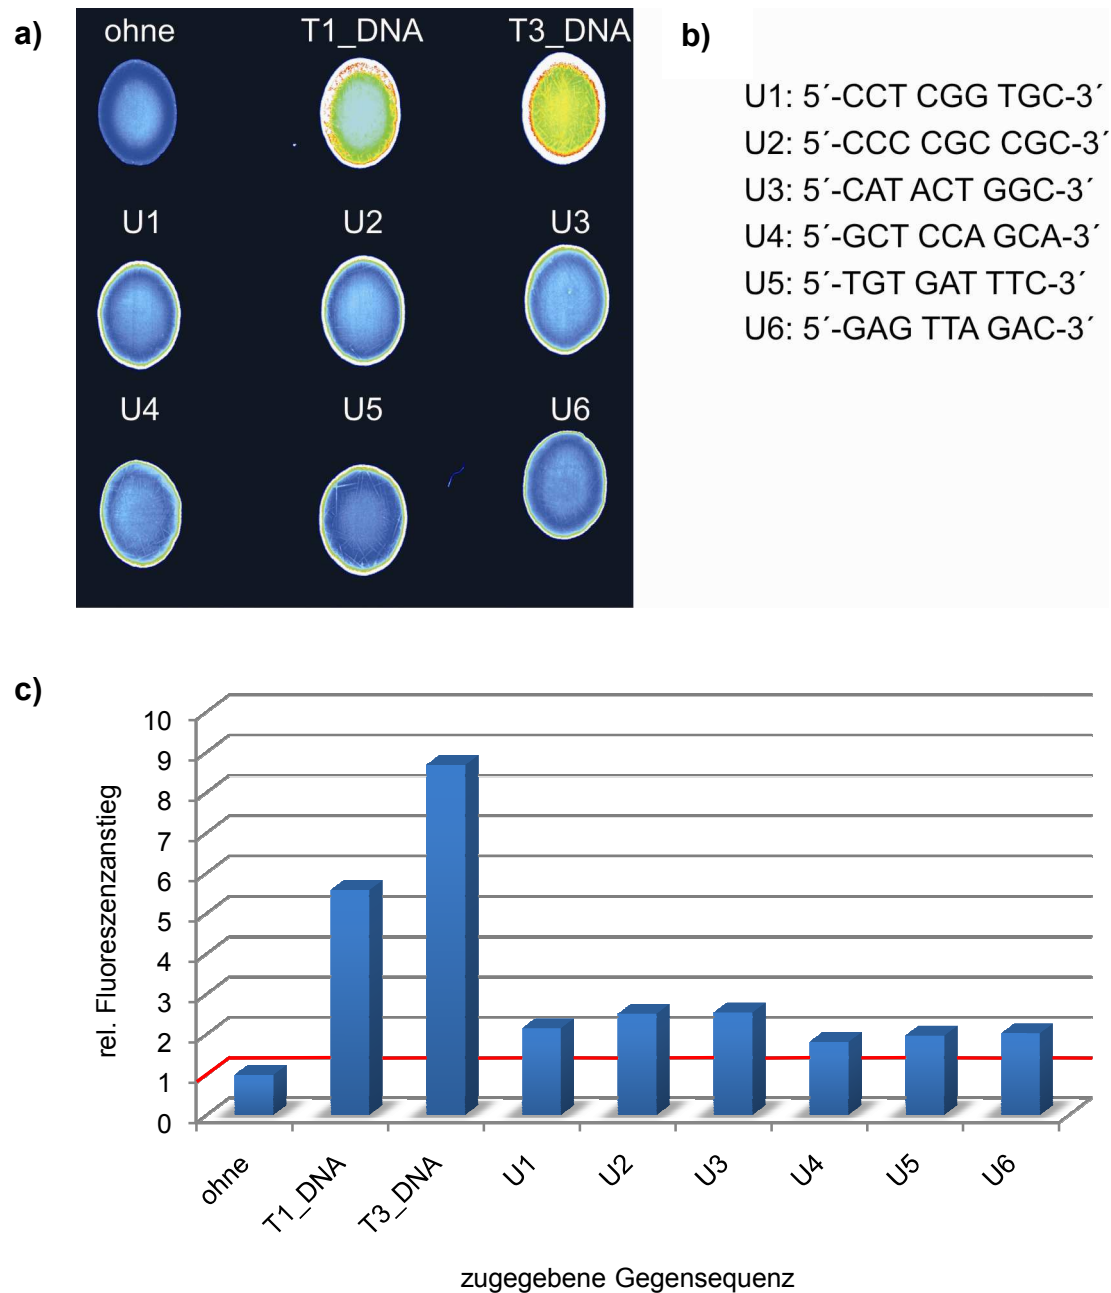 a)
ohne T1_DNA T3_DNA
U1 U2 U3
U4 U5 U6
b)
U1: 5´-CCT CGG TGC-3´
U2: 5´-CCC CGC CGC-3´
U3: 5´-CAT ACT GGC-3´
U4: 5´-GCT CCA GCA-3´
U5: 5´-TGT GAT TTC-3´
U6: 5´-GAG TTA GAC-3´
c)
rel. Fluoreszenzanstieg
10
9
8
7
6
5
4
3
2
1
0
ohne T1_DNA T3_DNA U1 U2 U3 U4 U5 U6
zugegebene Gegensequenz